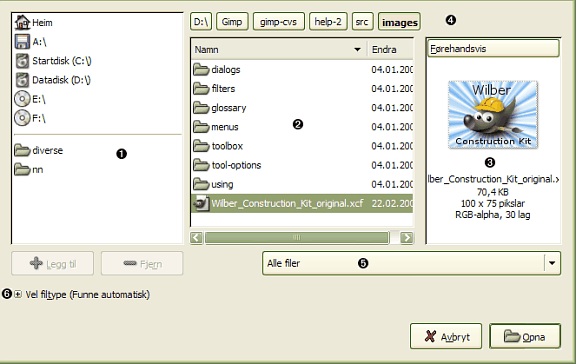 D:\ Gimp gimp-cvs help-2 src images ❹
Heim
A:\
Startdisk (C:\)
Datadisk (D:\)
E:\
F:\
diverse
nn
❶
Namn Endra
dialogs 04.01.200
filters 04.01.200
glossary 04.01.200
menus 04.01.200
toolbox 04.01.200
tool-options 04.01.200
using 04.01.200
Wilber_Construction_Kit_original.xcf 22.02.200
❷
Førehandsvis
Wilber
Construction Kit
❸
lber_Construction_Kit_original.x
70,4 KB
100 x 75 pikslar
RGB-alpha, 30 lag
Legg til Fjern
Alle filer ❺
❻ Vel filtype (Funne automatisk)
Avbryt Opna